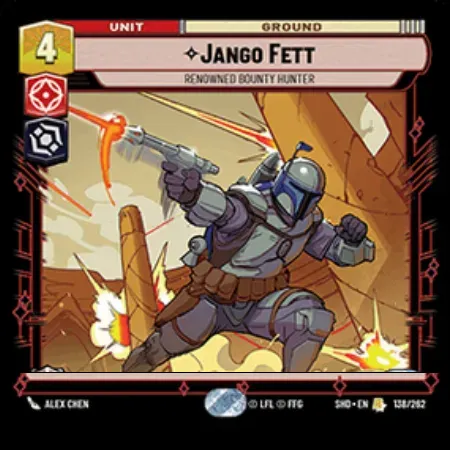 UNIT GROUND
4
JANGO FETT
RENOWNED BOUNTY HUNTER
ALEX CHEN © LFL © FFG SHD • EN 138/262